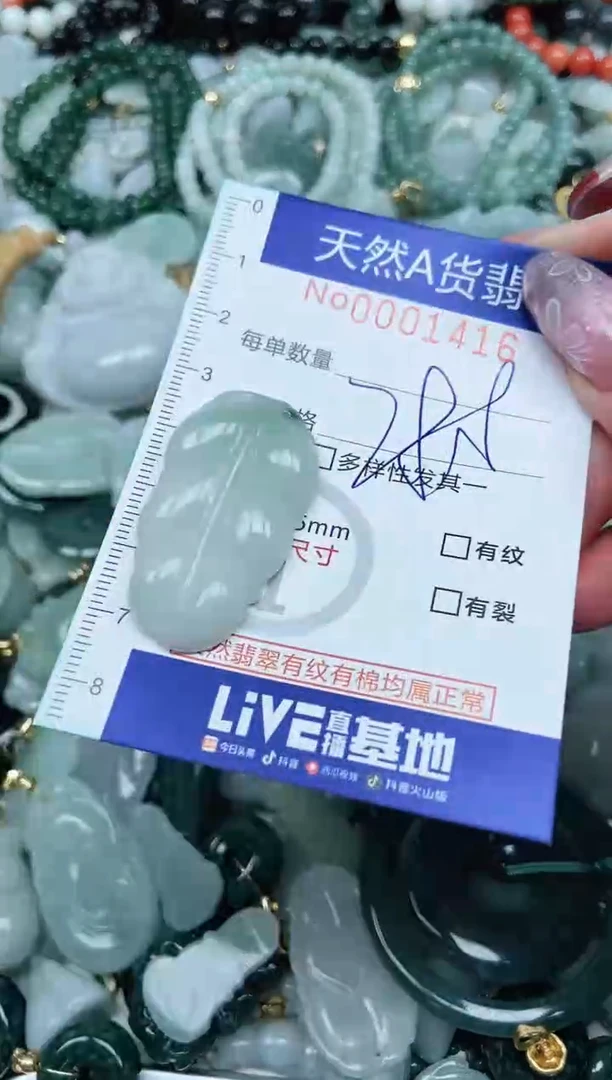 0
天然A货翡
1
No0001416
2
每单数量
3
格
多样性发其一
5mm
尺寸
有纹
有裂
7
然翡翠有纹有棉均属正常
8
LiVE直播基地
今日头条 抖音 西瓜视频 抖音火山版